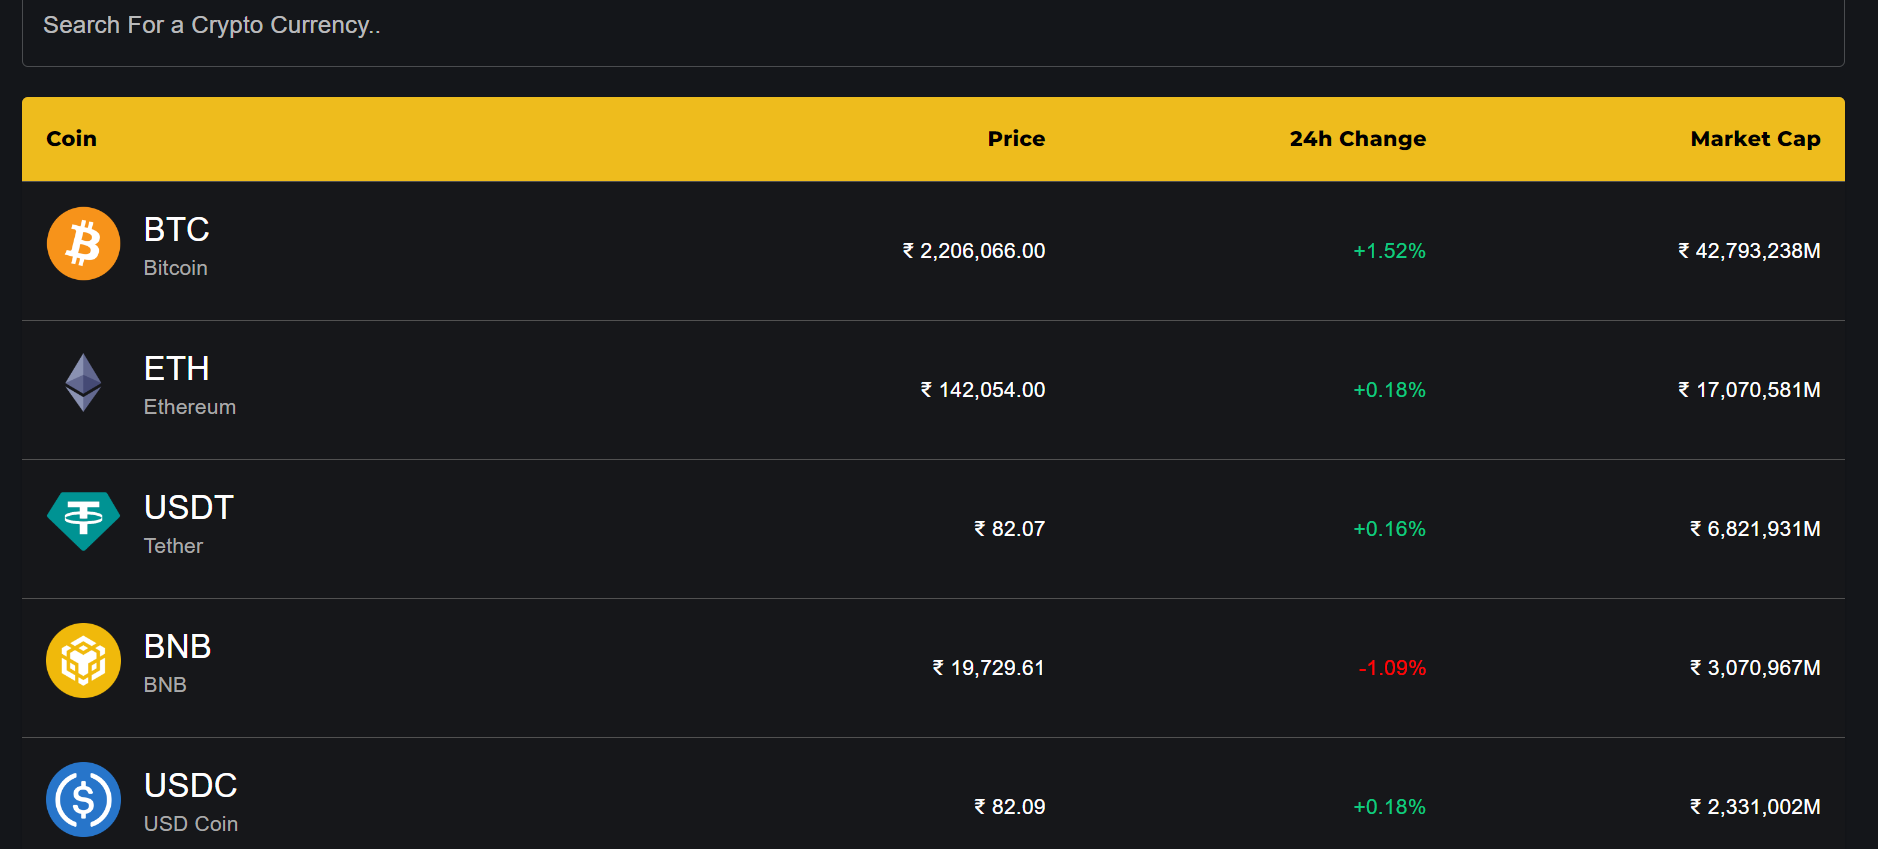 Search For a Crypto Currency..
Coin Price 24h Change Market Cap
BTC
Bitcoin
₹ 2,206,066.00 +1.52% ₹ 42,793,238M
ETH
Ethereum
₹ 142,054.00 +0.18% ₹ 17,070,581M
USDT
Tether
₹ 82.07 +0.16% ₹ 6,821,931M
BNB
BNB
₹ 19,729.61 -1.09% ₹ 3,070,967M
USDC
USD Coin
₹ 82.09 +0.18% ₹ 2,331,002M